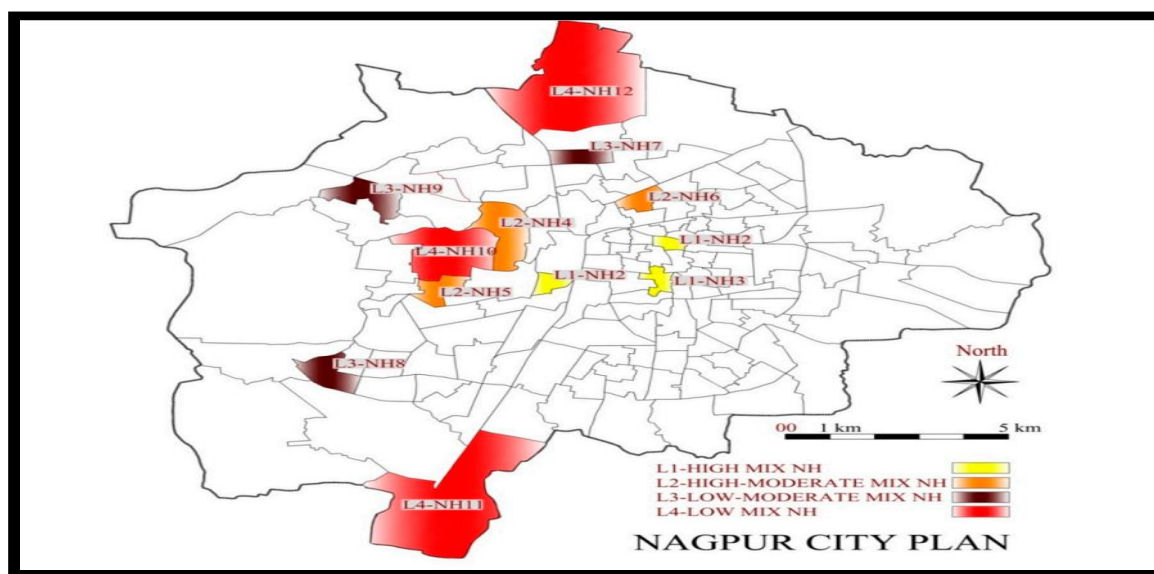 L4-NH12
L3-NH7
L3-NH9
L2-NH6
L2-NH4
L1-NH2
L4-NH10
L1-NH2
L1-NH3
L2-NH5
L3-NH8
North
00 1 km 5 km
L4-NH11
L1-HIGH MIX NH
L2-HIGH-MODERATE MIX NH
L3-LOW-MODERATE MIX NH
L4-LOW MIX NH
NAGPUR CITY PLAN